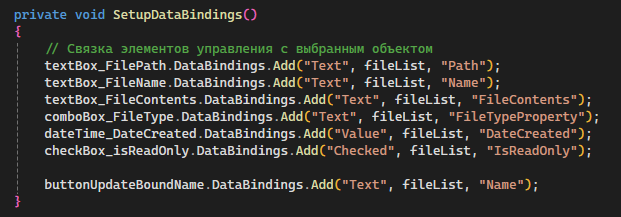 private void SetupDataBindings()
{
// Связка элементов управления с выбранным объектом
textBox_FilePath.DataBindings.Add("Text", fileList, "Path");
textBox_FileName.DataBindings.Add("Text", fileList, "Name");
textBox_FileContents.DataBindings.Add("Text", fileList, "FileContents");
comboBox_FileType.DataBindings.Add("Text", fileList, "FileTypeProperty");
dateTime_DateCreated.DataBindings.Add("Value", fileList, "DateCreated");
checkBox_isReadOnly.DataBindings.Add("Checked", fileList, "IsReadOnly");
buttonUpdateBoundName.DataBindings.Add("Text", fileList, "Name");
}